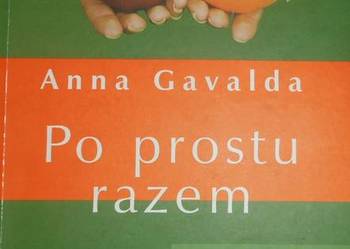 Anna Gavalda
Po prostu
razem